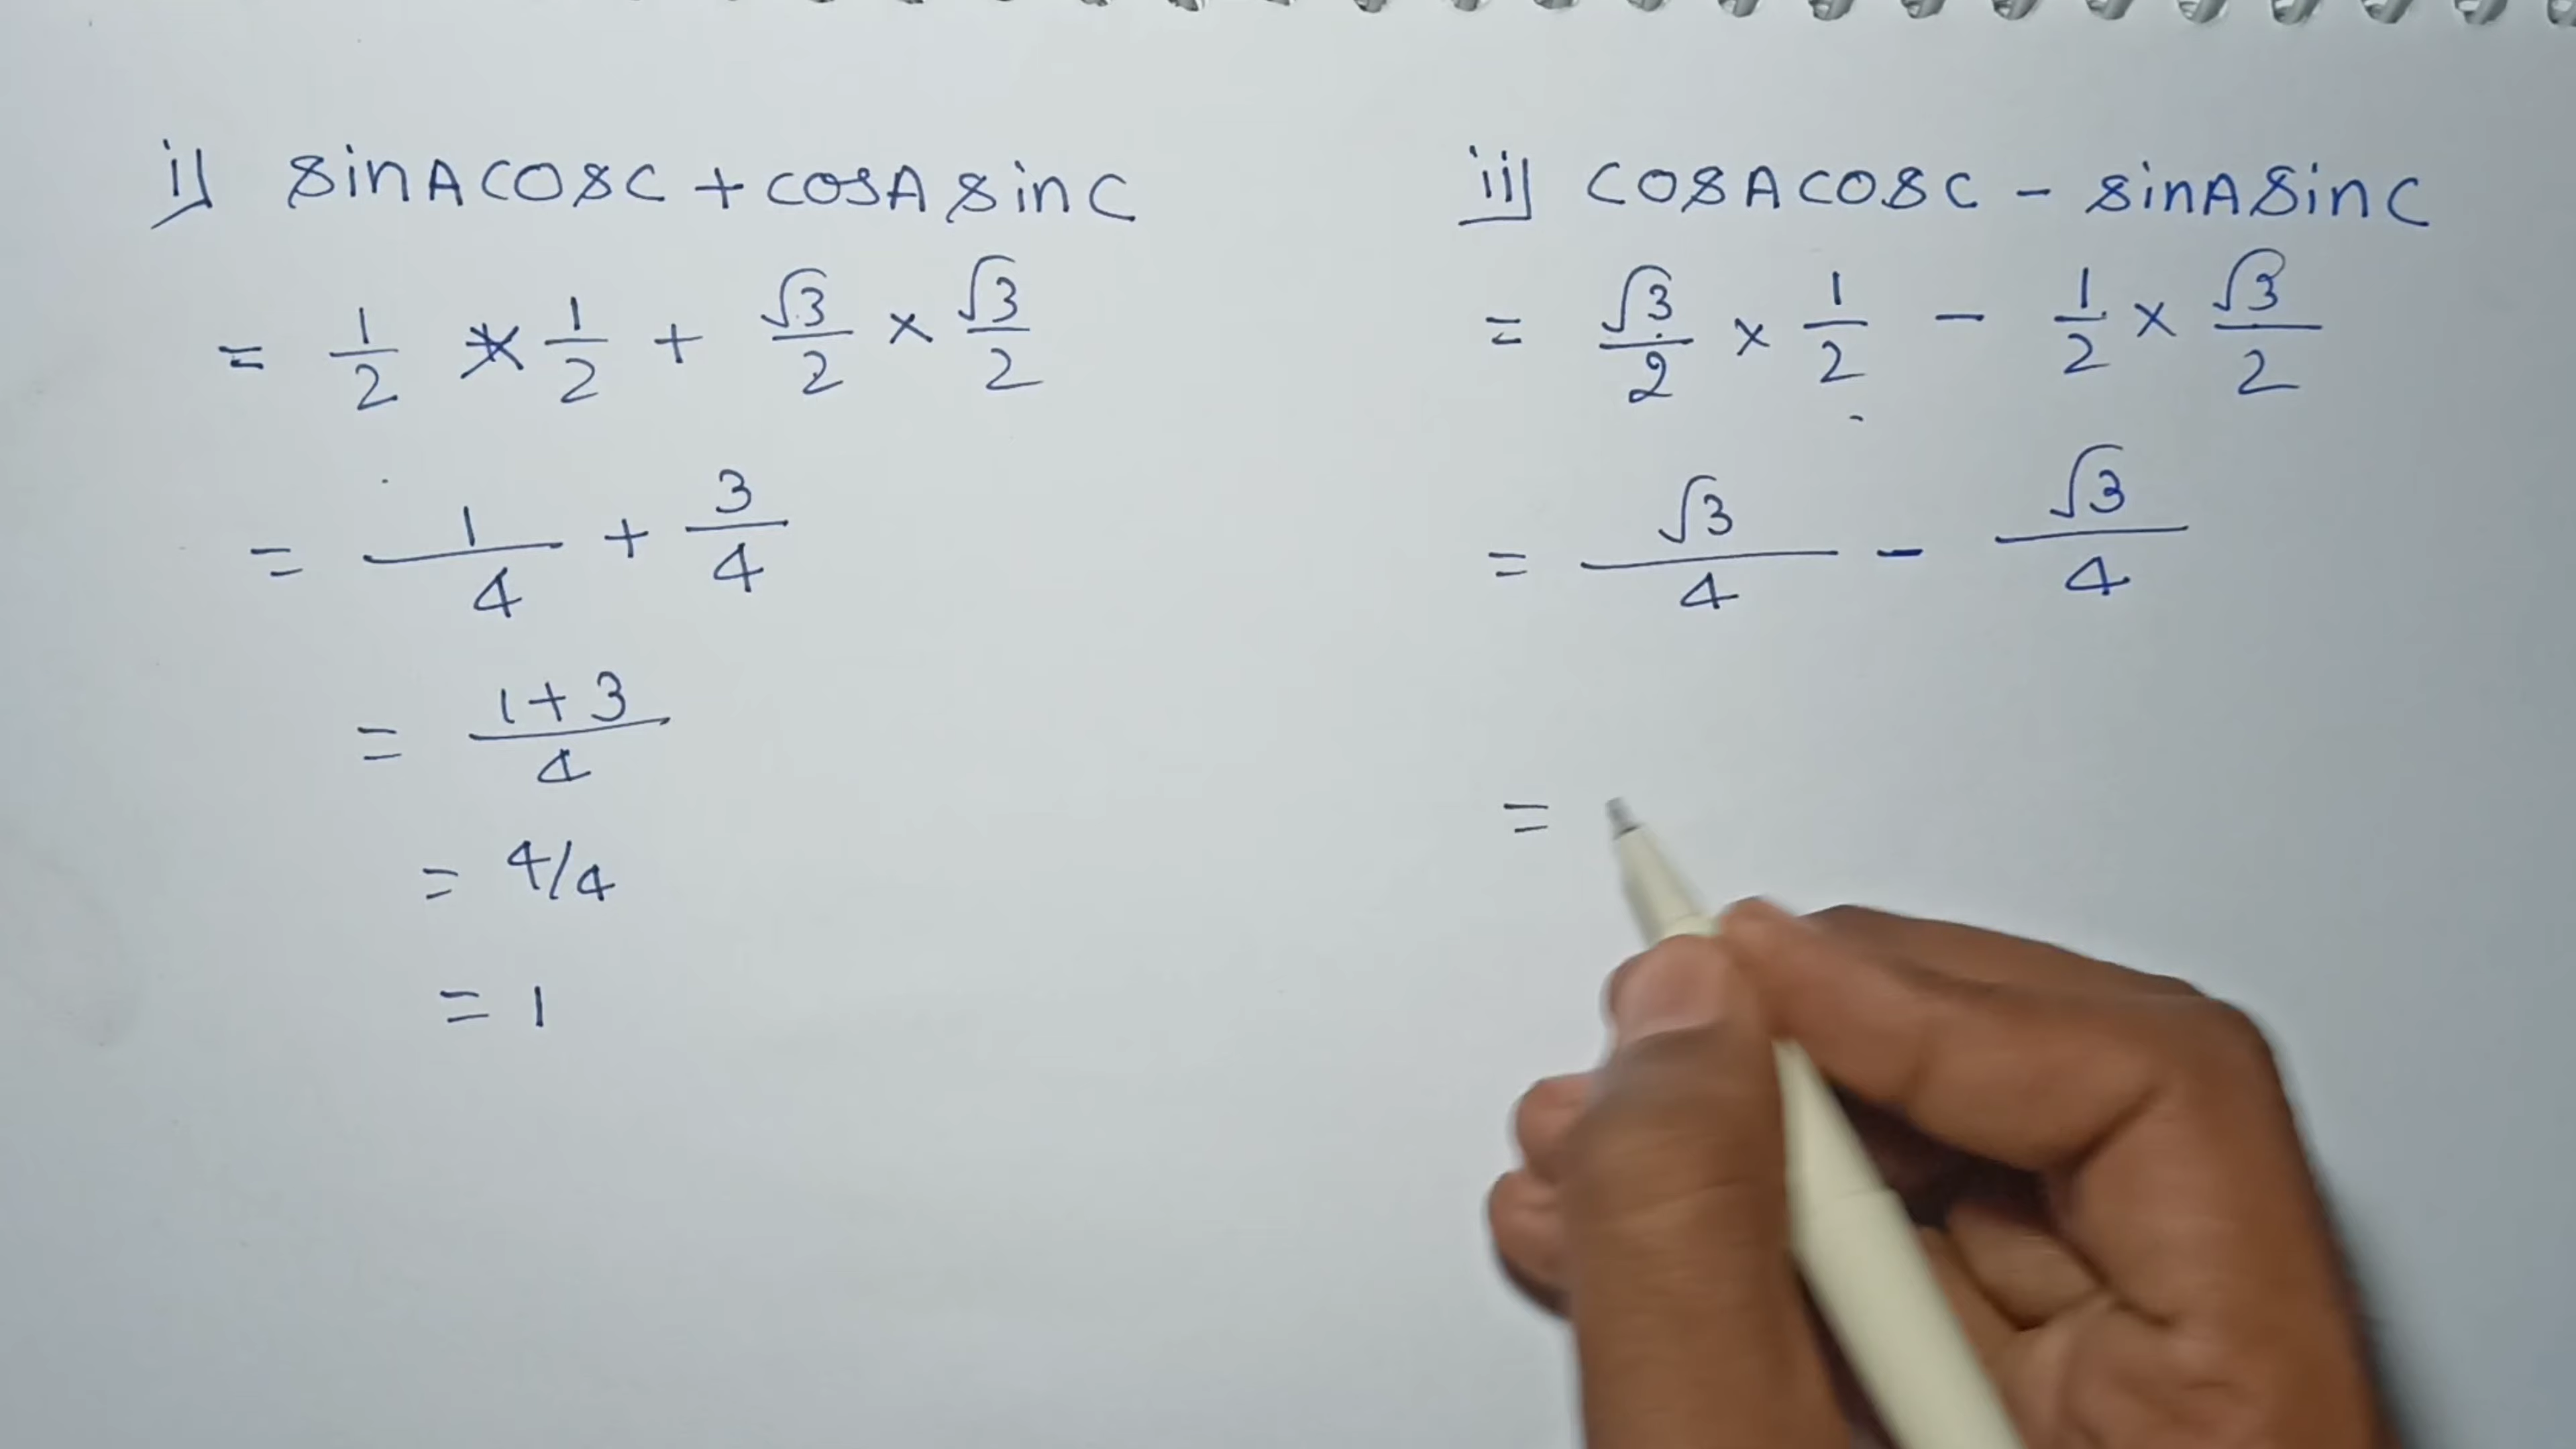 i) sinA cosC + cosA sinC
= 1/2 × 1/2 + √3/2 × √3/2
= 1/4 + 3/4
= 1+3/4
= 4/4
= 1
ii) cosA cosC - sinA sinC
= √3/2 × 1/2 - 1/2 × √3/2
= √3/4 - √3/4
=